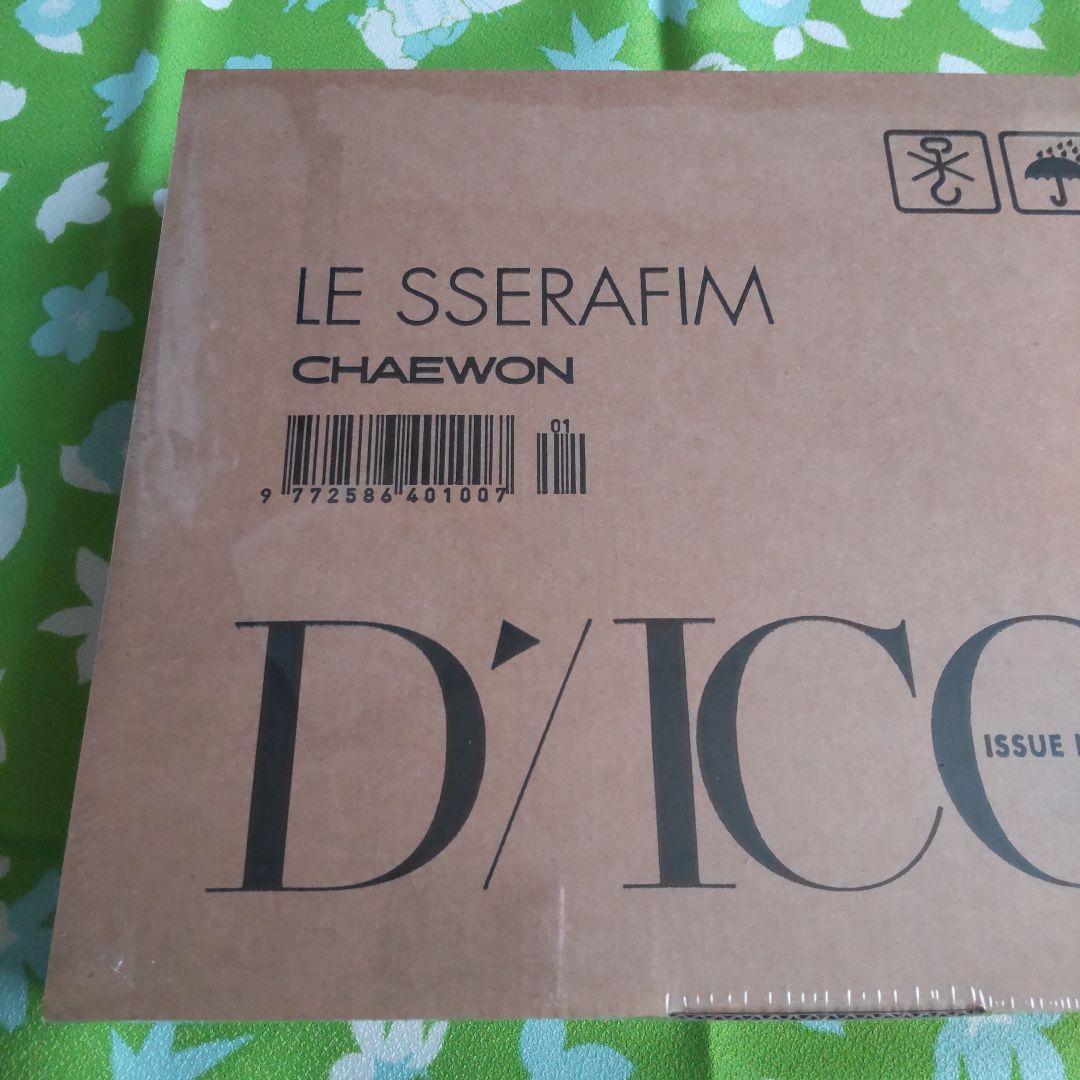 LE SSERAFIM
CHAEWON
01
9 772586 401007
D'/ICO
ISSUE